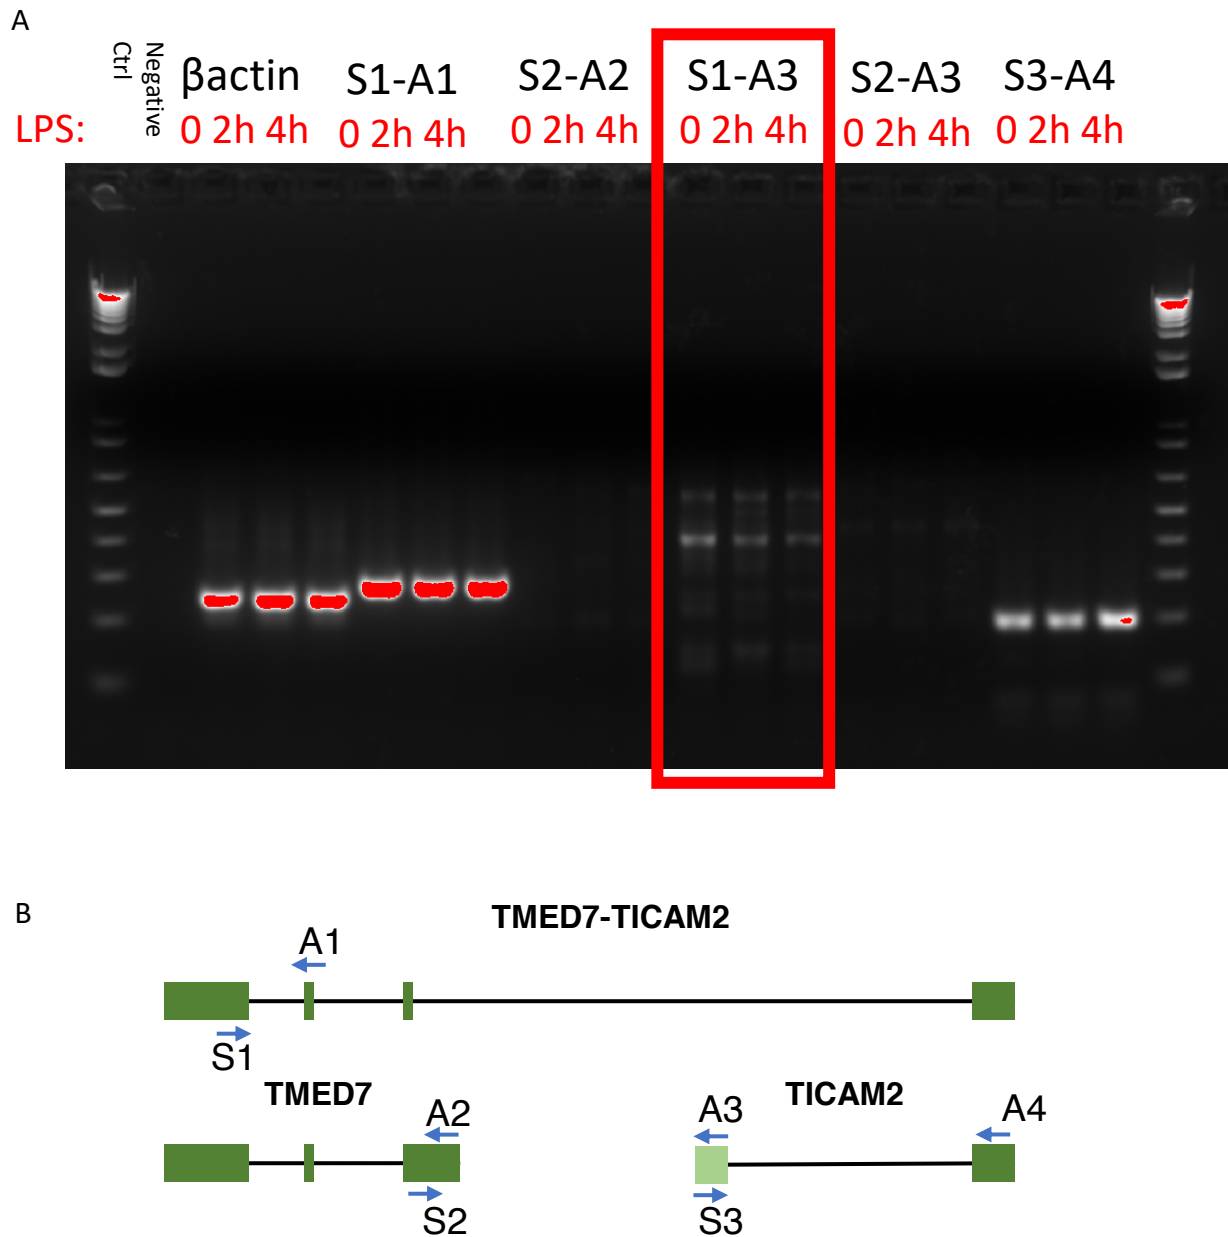 A
Negative Ctrl
βactin S1-A1 S2-A2 S1-A3 S2-A3 S3-A4
LPS: 0 2h 4h 0 2h 4h 0 2h 4h 0 2h 4h 0 2h 4h 0 2h 4h
B
TMED7-TICAM2
A1
S1
TMED7 TICAM2
A2 A3 A4
S2 S3